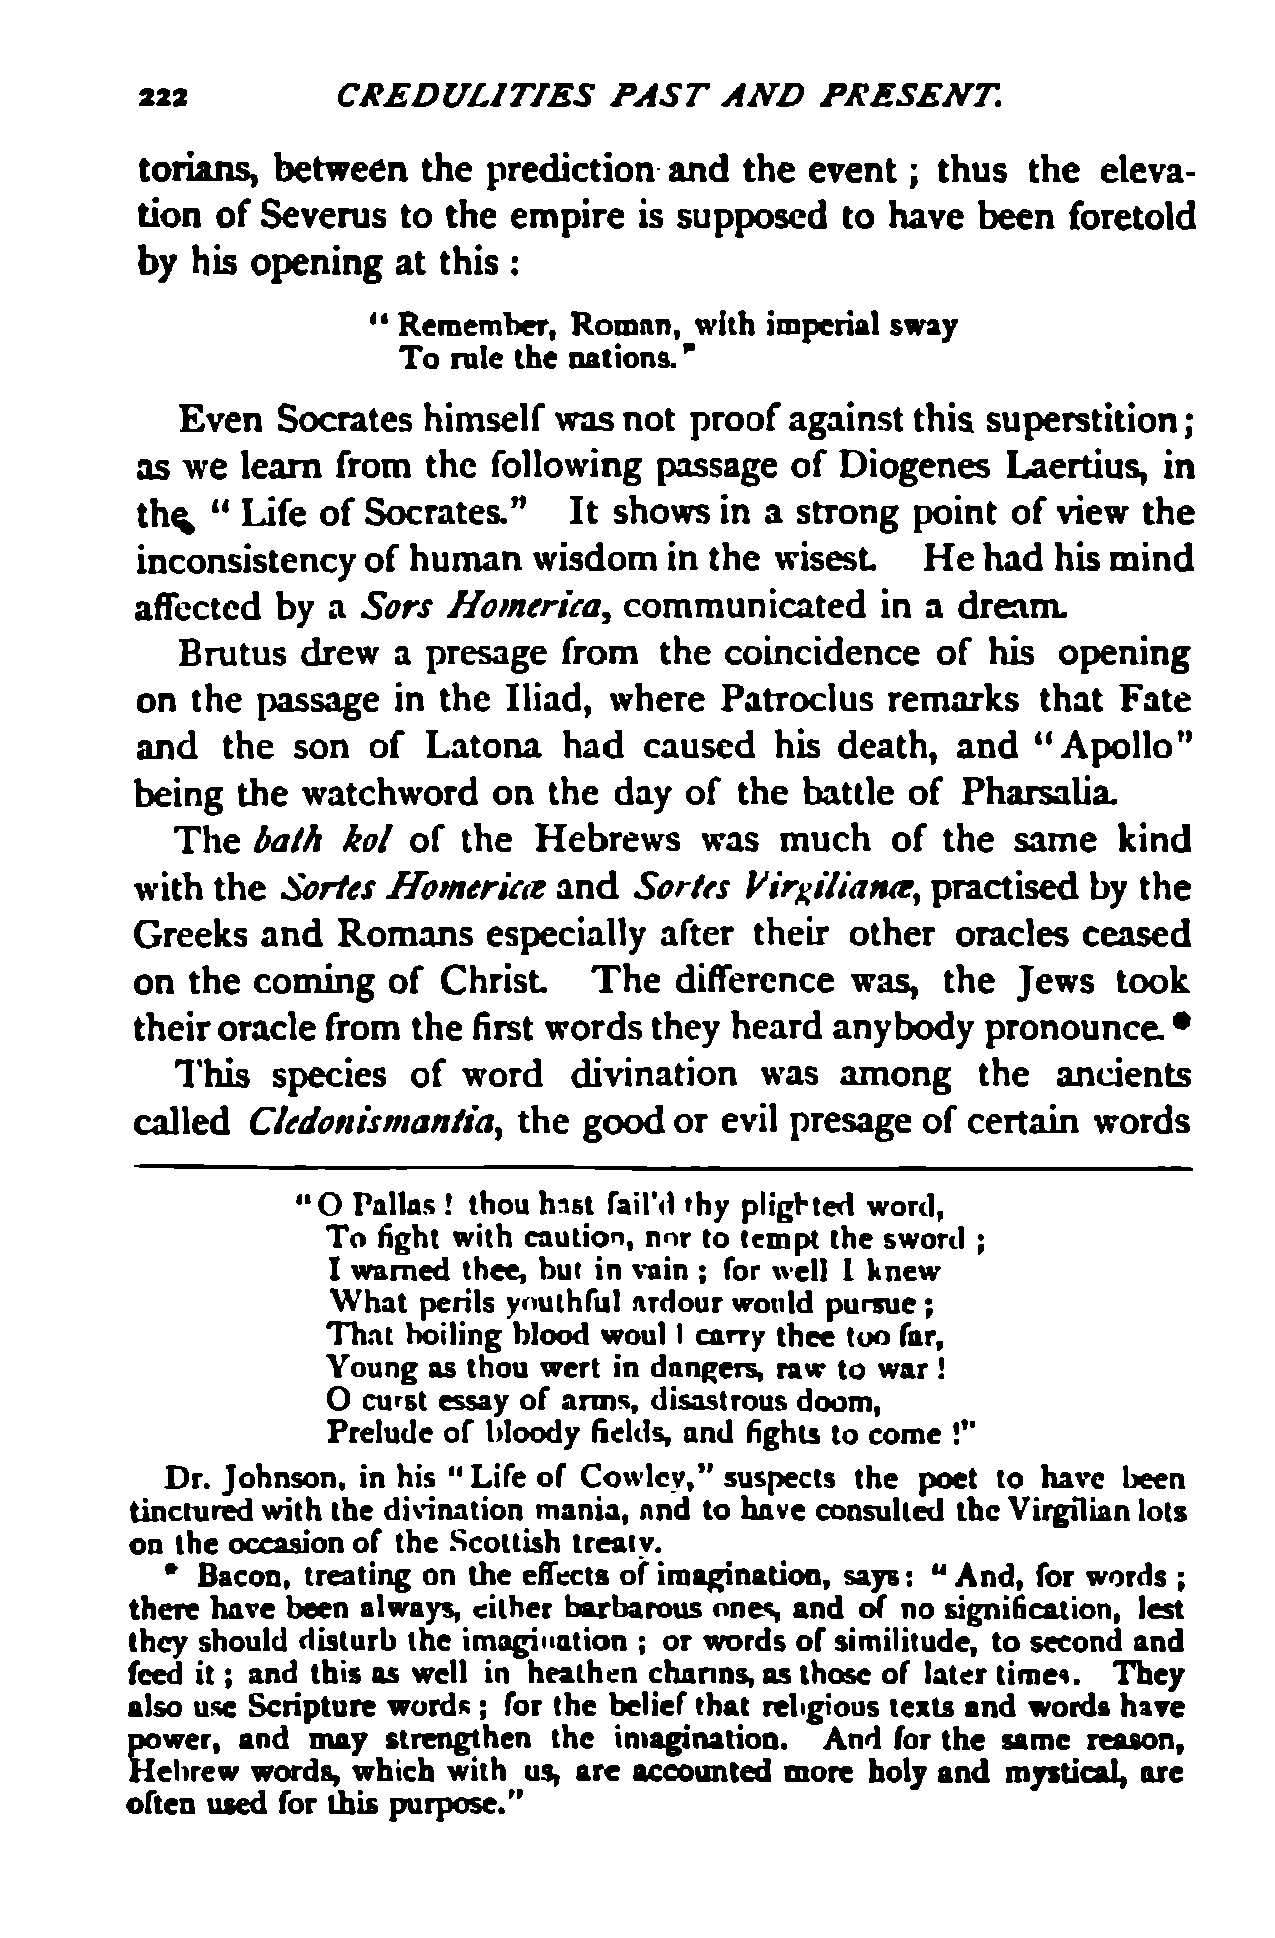 222 CREDULITIES PAST AND PRESENT.
torians, between the prediction and the event ; thus the eleva-
tion of Severus to the empire is supposed to have been foretold
by his opening at this :
“ Remember, Roman, with imperial sway
To rule the nations.”
Even Socrates himself was not proof against this superstition ;
as we learn from the following passage of Diogenes Laertius, in
the “ Life of Socrates.” It shows in a strong point of view the
inconsistency of human wisdom in the wisest. He had his mind
affected by a Sors Homerica, communicated in a dream.
Brutus drew a presage from the coincidence of his opening
on the passage in the Iliad, where Patroclus remarks that Fate
and the son of Latona had caused his death, and “ Apollo”
being the watchword on the day of the battle of Pharsalia.
The bath kol of the Hebrews was much of the same kind
with the Sortes Homericæ and Sortes Virgilianæ, practised by the
Greeks and Romans especially after their other oracles ceased
on the coming of Christ. The difference was, the Jews took
their oracle from the first words they heard anybody pronounce.*
This species of word divination was among the ancients
called Cledonismantia, the good or evil presage of certain words
“ O Pallas ! thou hast fail'd thy plighted word,
To fight with caution, nor to tempt the sword ;
I warned thee, but in vain ; for well I knew
What perils youthful ardour would pursue ;
That boiling blood would carry thee too far,
Young as thou wert in dangers, raw to war !
O curst essay of arms, disastrous doom,
Prelude of bloody fields, and fights to come !”
Dr. Johnson, in his “ Life of Cowley,” suspects the poet to have been
tinctured with the divination mania, and to have consulted the Virgilian lots
on the occasion of the Scottish treaty.
* Bacon, treating on the effects of imagination, says : “ And, for words ;
there have been always, either barbarous ones, and of no signification, lest
they should disturb the imagination ; or words of similitude, to second and
feed it ; and this as well in heathen charms, as those of later times. They
also use Scripture words ; for the belief that religious texts and words have
power, and may strengthen the imagination. And for the same reason,
Hebrew words, which with us, are accounted more holy and mystical, are
often used for this purpose.”